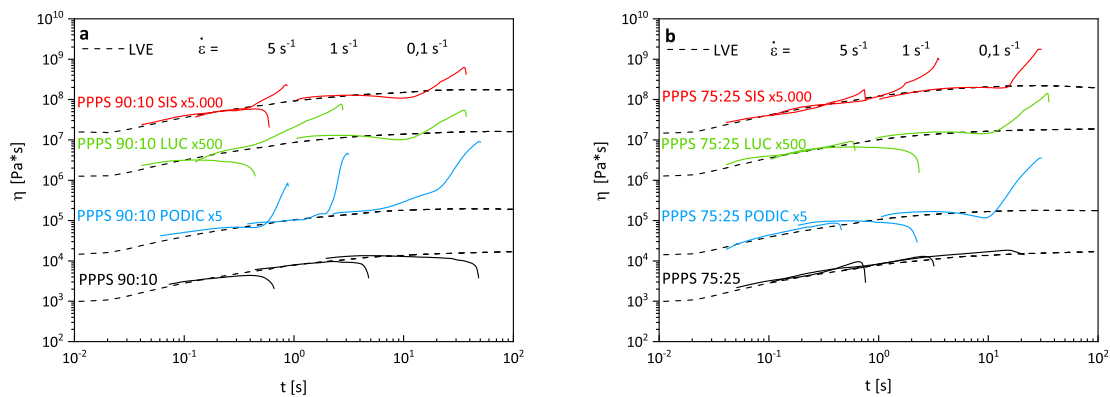 a
LVE ε̇ = 5 s⁻¹ 1 s⁻¹ 0,1 s⁻¹
PPPS 90:10 SIS x5.000
PPPS 90:10 LUC x500
PPPS 90:10 PODIC x5
PPPS 90:10
η [Pa*s]
10¹⁰
10⁹
10⁸
10⁷
10⁶
10⁵
10⁴
10³
10²
10⁻² 10⁻¹ 10⁰ 10¹ 10²
t [s]
b
LVE ε̇ = 5 s⁻¹ 1 s⁻¹ 0,1 s⁻¹
PPPS 75:25 SIS x5.000
PPPS 75:25 LUC x500
PPPS 75:25 PODIC x5
PPPS 75:25
η [Pa*s]
10¹⁰
10⁹
10⁸
10⁷
10⁶
10⁵
10⁴
10³
10²
10⁻² 10⁻¹ 10⁰ 10¹ 10²
t [s]